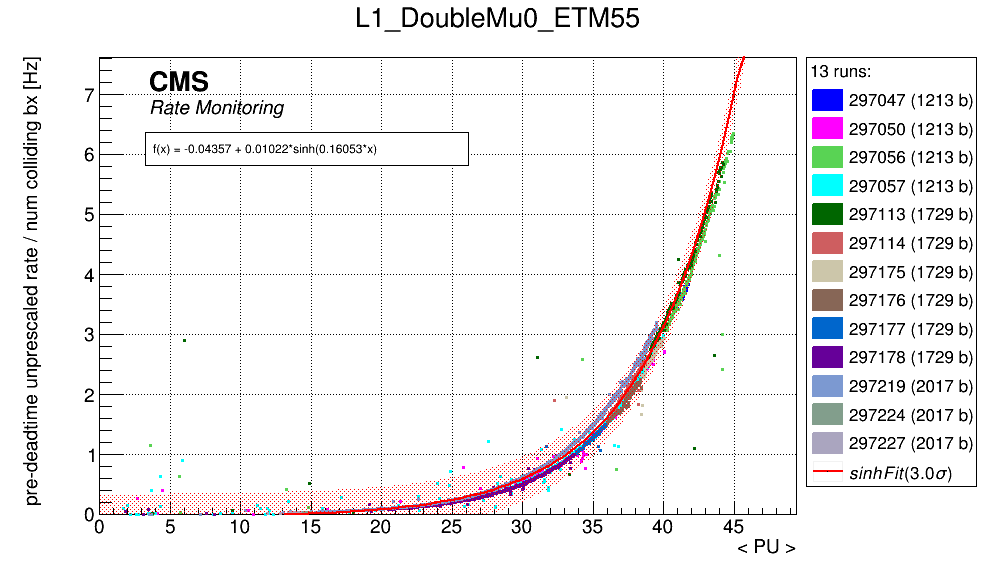 L1_DoubleMu0_ETM55
pre-deadtime unprescaled rate / num colliding bx [Hz]
CMS
Rate Monitoring
f(x) = -0.04357 + 0.01022*sinh(0.16053*x)
7
6
5
4
3
2
1
0
0 5 10 15 20 25 30 35 40 45
< PU >
13 runs:
297047 (1213 b)
297050 (1213 b)
297056 (1213 b)
297057 (1213 b)
297113 (1729 b)
297114 (1729 b)
297175 (1729 b)
297176 (1729 b)
297177 (1729 b)
297178 (1729 b)
297219 (2017 b)
297224 (2017 b)
297227 (2017 b)
sinhFit(3.0σ)